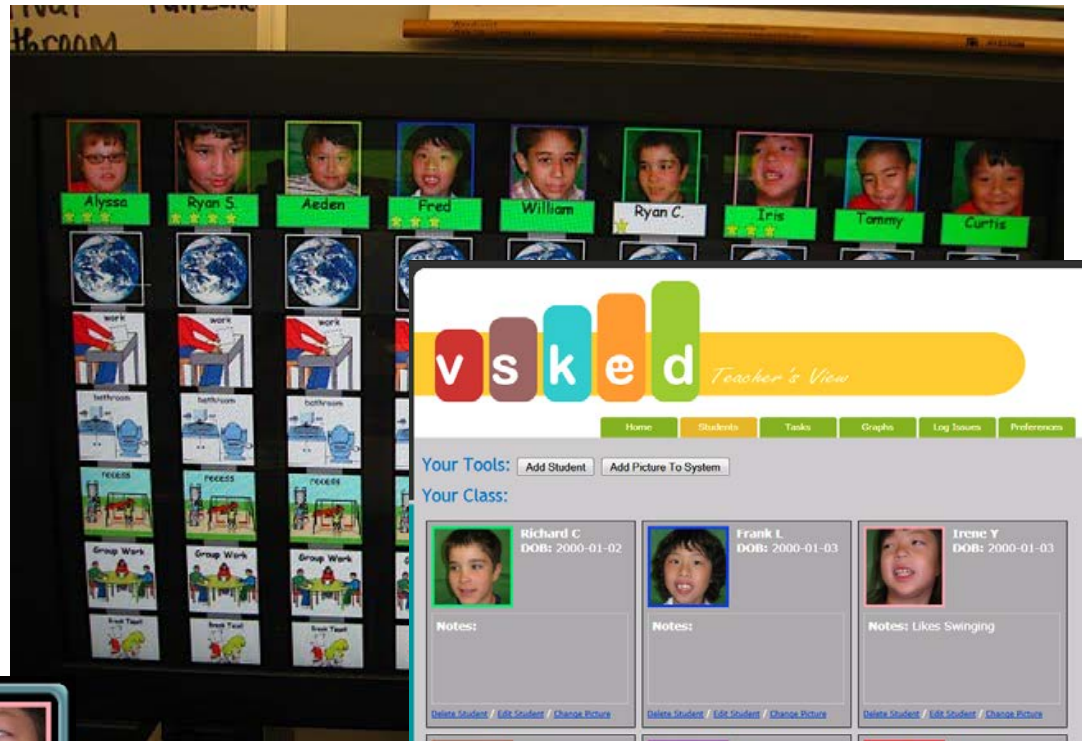 throom
Alyssa
Ryan S.
Aeden
Fred
William
Ryan C.
Iris
Tommy
Curtis
work
work
work
bathroom
bathroom
bathroom
recess
recess
recess
Group Work
Group Work
Group Work
vsked
Teacher's View
Home
Students
Tasks
Graphs
Log Issues
Preferences
Your Tools:
Add Student
Add Picture To System
Your Class:
Richard C
DOB: 2000-01-02
Notes:
Delete Student / Edit Student / Change Picture
Frank L
DOB: 2000-01-03
Notes:
Delete Student / Edit Student / Change Picture
Irene Y
DOB: 2000-01-03
Notes: Likes Swinging
Delete Student / Edit Student / Change Picture